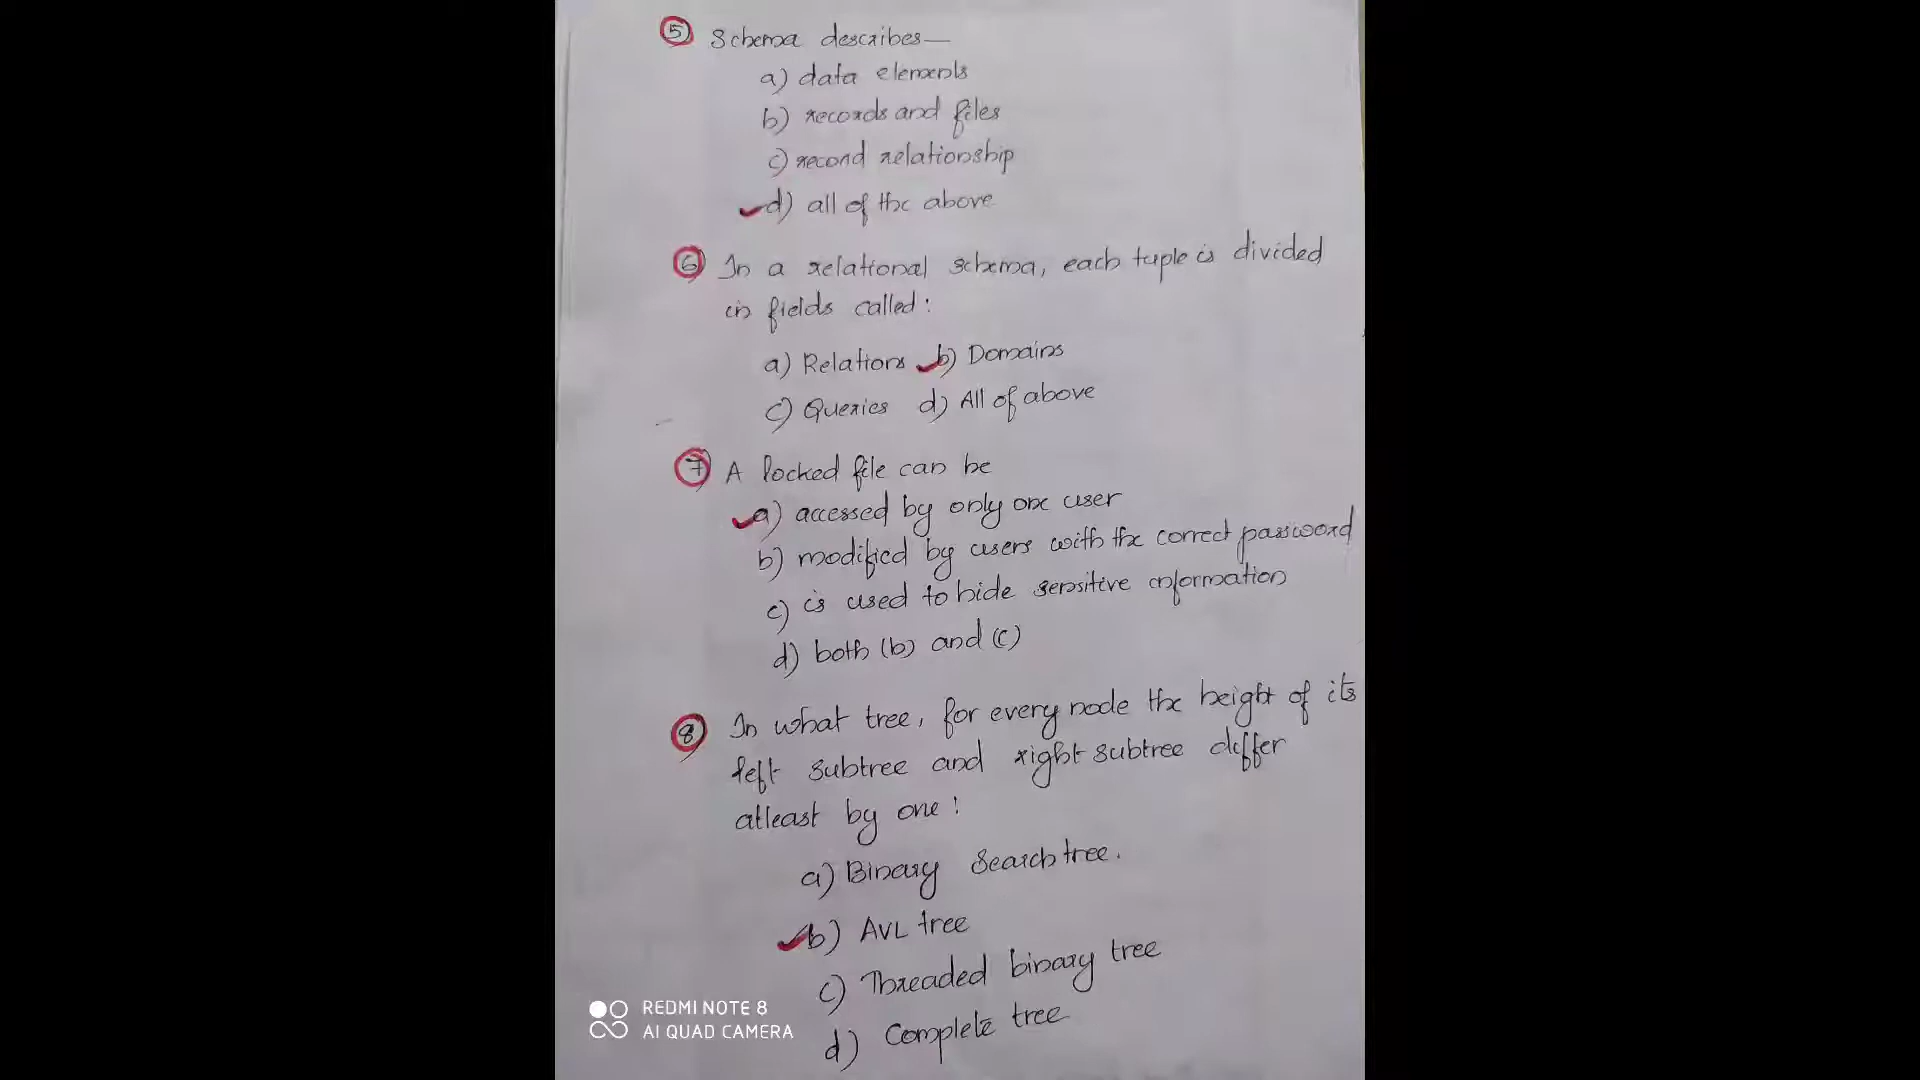 5 Schema describes—
a) data elements
b) records and files
c) record relationship
d) all of the above
6 In a relational schema, each tuple is divided
in fields called:
a) Relations b) Domains
c) Queries d) All of above
7 A locked file can be
a) accessed by only one user
b) modified by users with the correct password
c) is used to hide sensitive information
d) both (b) and (c)
8 In what tree, for every node the height of its
left subtree and right subtree differ
atleast by one:
a) Binary Search tree.
b) AVL tree
c) Threaded binary tree
d) Complete tree
REDMI NOTE 8
AI QUAD CAMERA